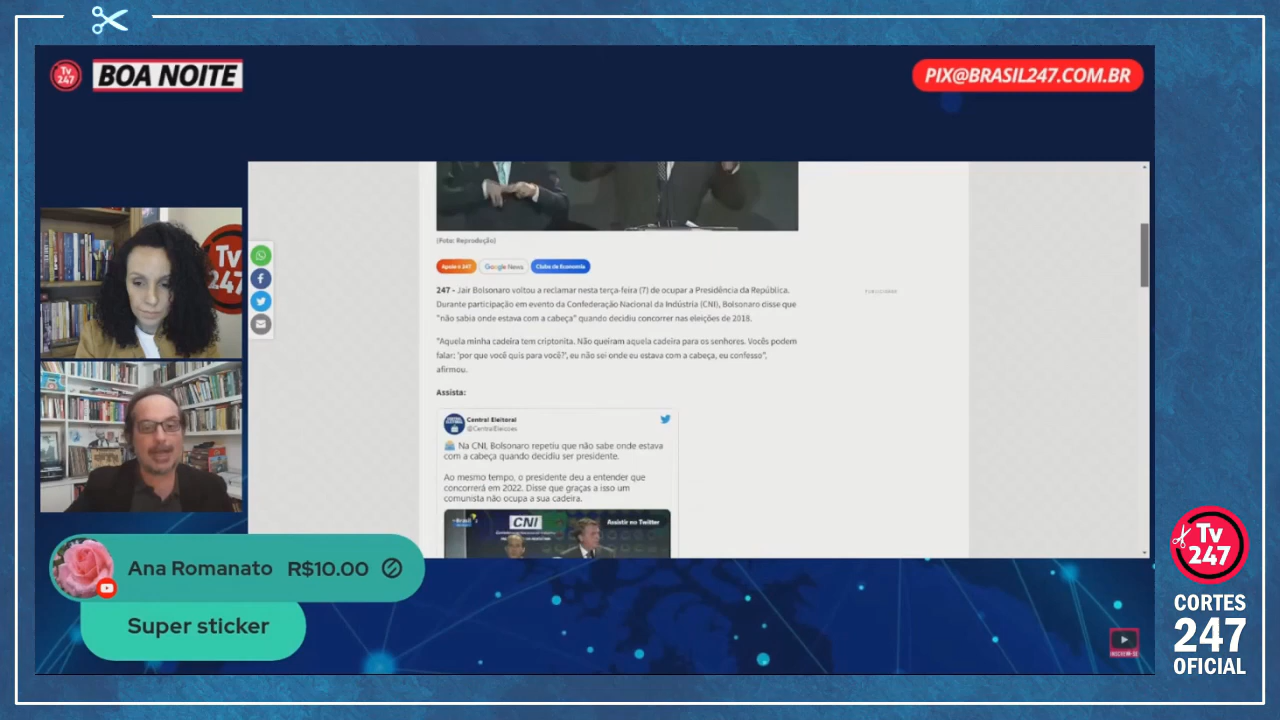 Tv
247
BOA NOITE
PIX@BRASIL247.COM.BR
Tv
247
(Foto: Reprodução)
Apoie o 247
Google News
Clube de Economia
247 - Jair Bolsonaro voltou a reclamar nesta terça-feira (7) de ocupar a Presidência da República.
Durante participação em evento da Confederação Nacional da Indústria (CNI), Bolsonaro disse que
"não sabia onde estava com a cabeça" quando decidiu concorrer nas eleições de 2018.
PUBLICIDADE
"Aquela minha cadeira tem criptonita. Não queiram aquela cadeira para os senhores. Vocês podem
falar: 'por que você quis para você?', eu não sei onde eu estava com a cabeça, eu confesso",
afirmou.
Assista:
Central Eleitoral
@CentralEleicoes
Na CNI, Bolsonaro repetiu que não sabe onde estava
com a cabeça quando decidiu ser presidente.
Ao mesmo tempo, o presidente deu a entender que
concorrerá em 2022. Disse que graças a isso um
comunista não ocupa a sua cadeira.
CNI
Assistir no Twitter
Ana Romanato R$10.00
Super sticker
INSCREVA-SE
Tv
247
CORTES
247
OFICIAL